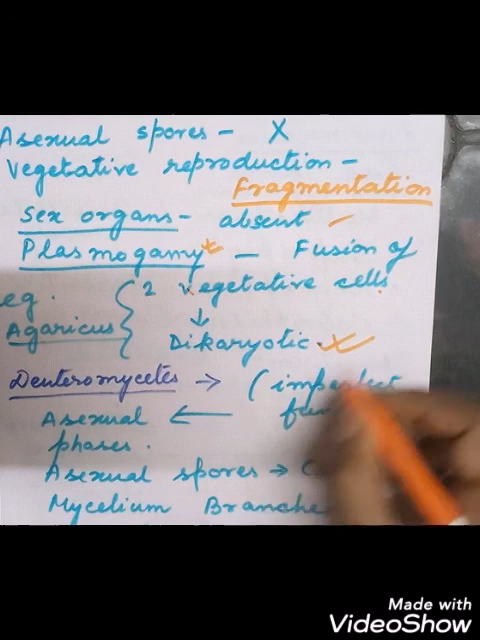 Asexual spores - X
Vegetative reproduction -
Fragmentation
Sex organs - absent
Plasmogamy* - Fusion of
eg. 2 vegetative cells
Agaricus ↓
Dikaryotic.
Deuteromycetes → (imperfect
Asexual ←
phases.
Asexual spores →
Mycelium Branche
Made with
VideoShow